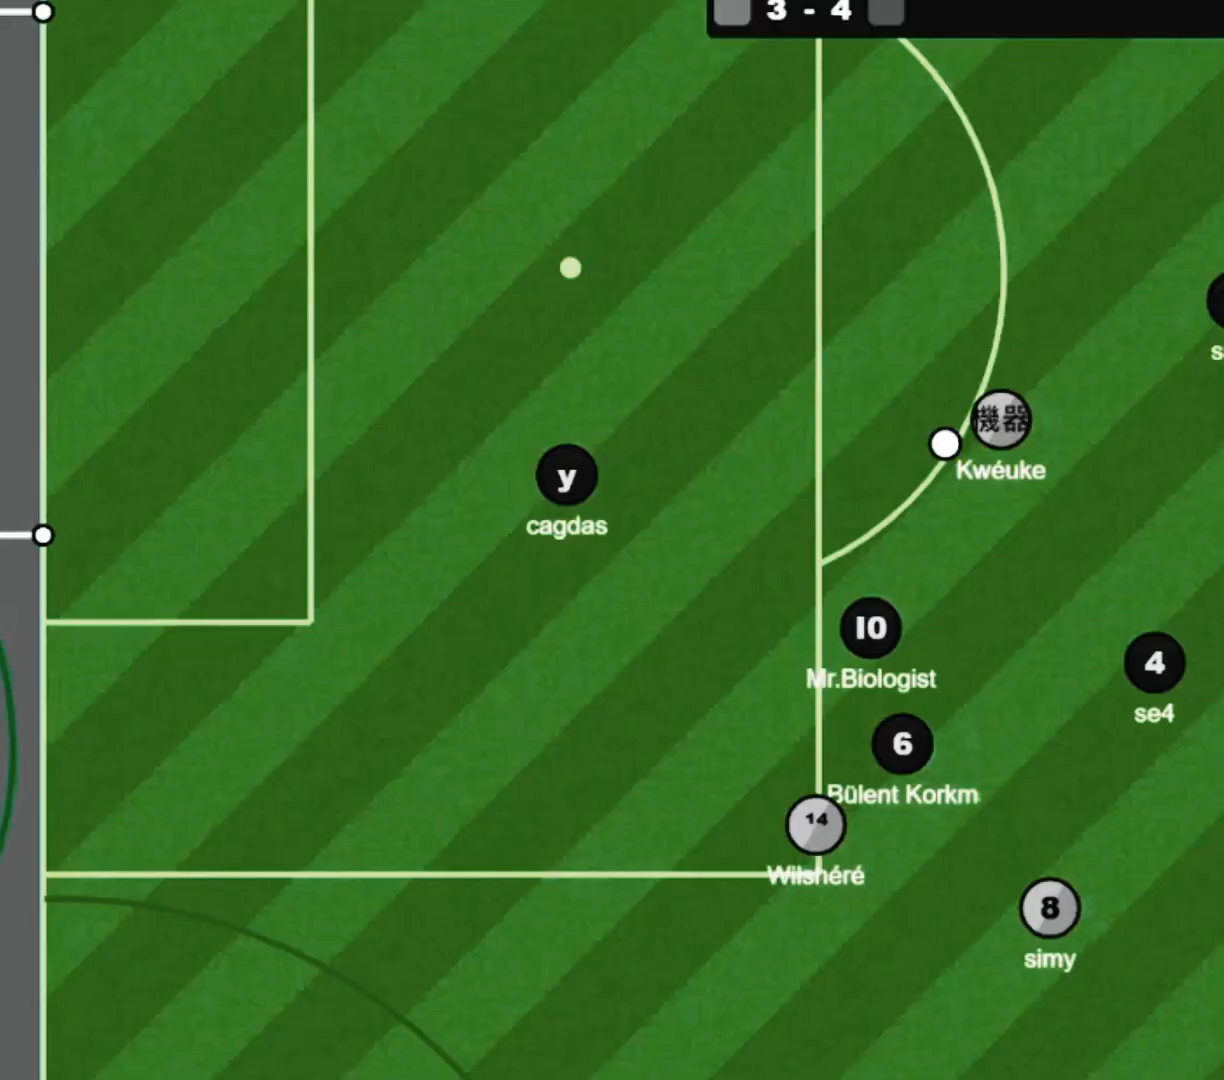 3 - 4
s
機器
Kwéuke
y
cagdas
10
Mr.Biologist
4
se4
6
Bülent Korkm
14
Wilshéré
8
simy